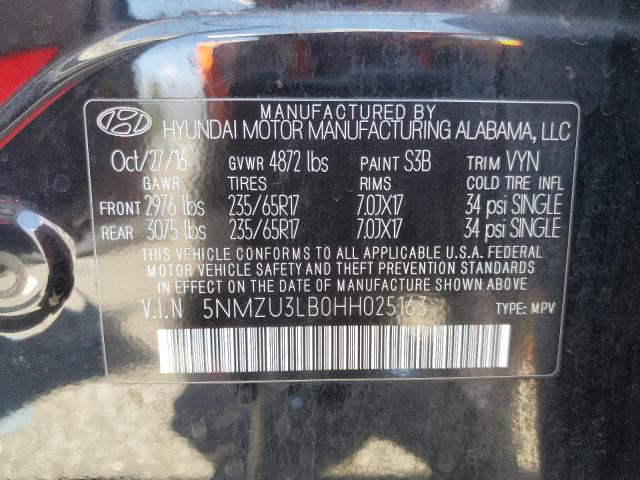 MANUFACTURED BY
HYUNDAI MOTOR MANUFACTURING ALABAMA, LLC
Oct/27/16 GVWR 4872 lbs PAINT S3B TRIM VYN
GAWR TIRES RIMS COLD TIRE INFL
FRONT 2976 lbs 235/65R17 7.0JX17 34 psi SINGLE
REAR 3075 lbs 235/65R17 7.0JX17 34 psi SINGLE
THIS VEHICLE CONFORMS TO ALL APPLICABLE U.S.A. FEDERAL
MOTOR VEHICLE SAFETY AND THEFT PREVENTION STANDARDS
IN EFFECT ON THE DATE OF MANUFACTURE SHOWN ABOVE
V.I.N 5NMZU3LB0HH025163 TYPE: MPV